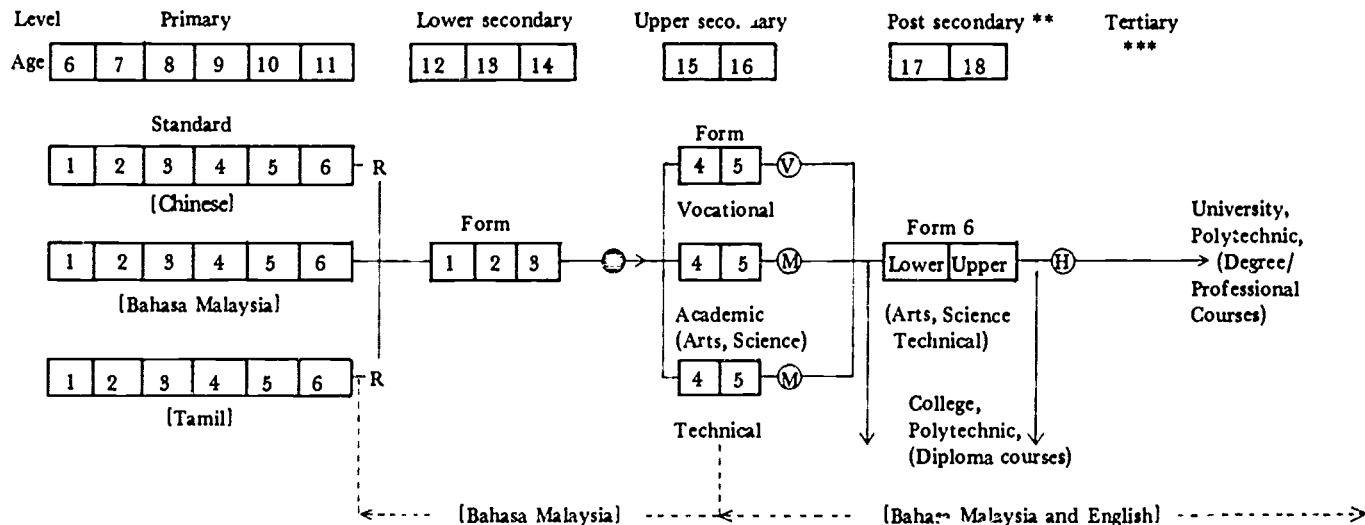 Level Primary Lower secondary Upper Post secondary ** Tertiary
***
Age 6 7 8 9 10 11 12 13 14 15 16 17 18
Standard Form
1 2 3 4 5 6 R 4 5 V
[Chinese] Vocational
Form Form 6
1 2 3 4 5 6 1 2 3 4 5 M Lower Upper H
[Bahasa Malaysia]
Academic
(Arts, Science)
(Arts, Science
Technical)
University,
Polytechnic,
(Degree/
Professional
Courses)
1 2 3 4 5 6 R 4 5 M
[Tamil]
Technical
College,
Polytechnic,
(Diploma courses)
[Bahasa Malaysia] Malaysia and English]